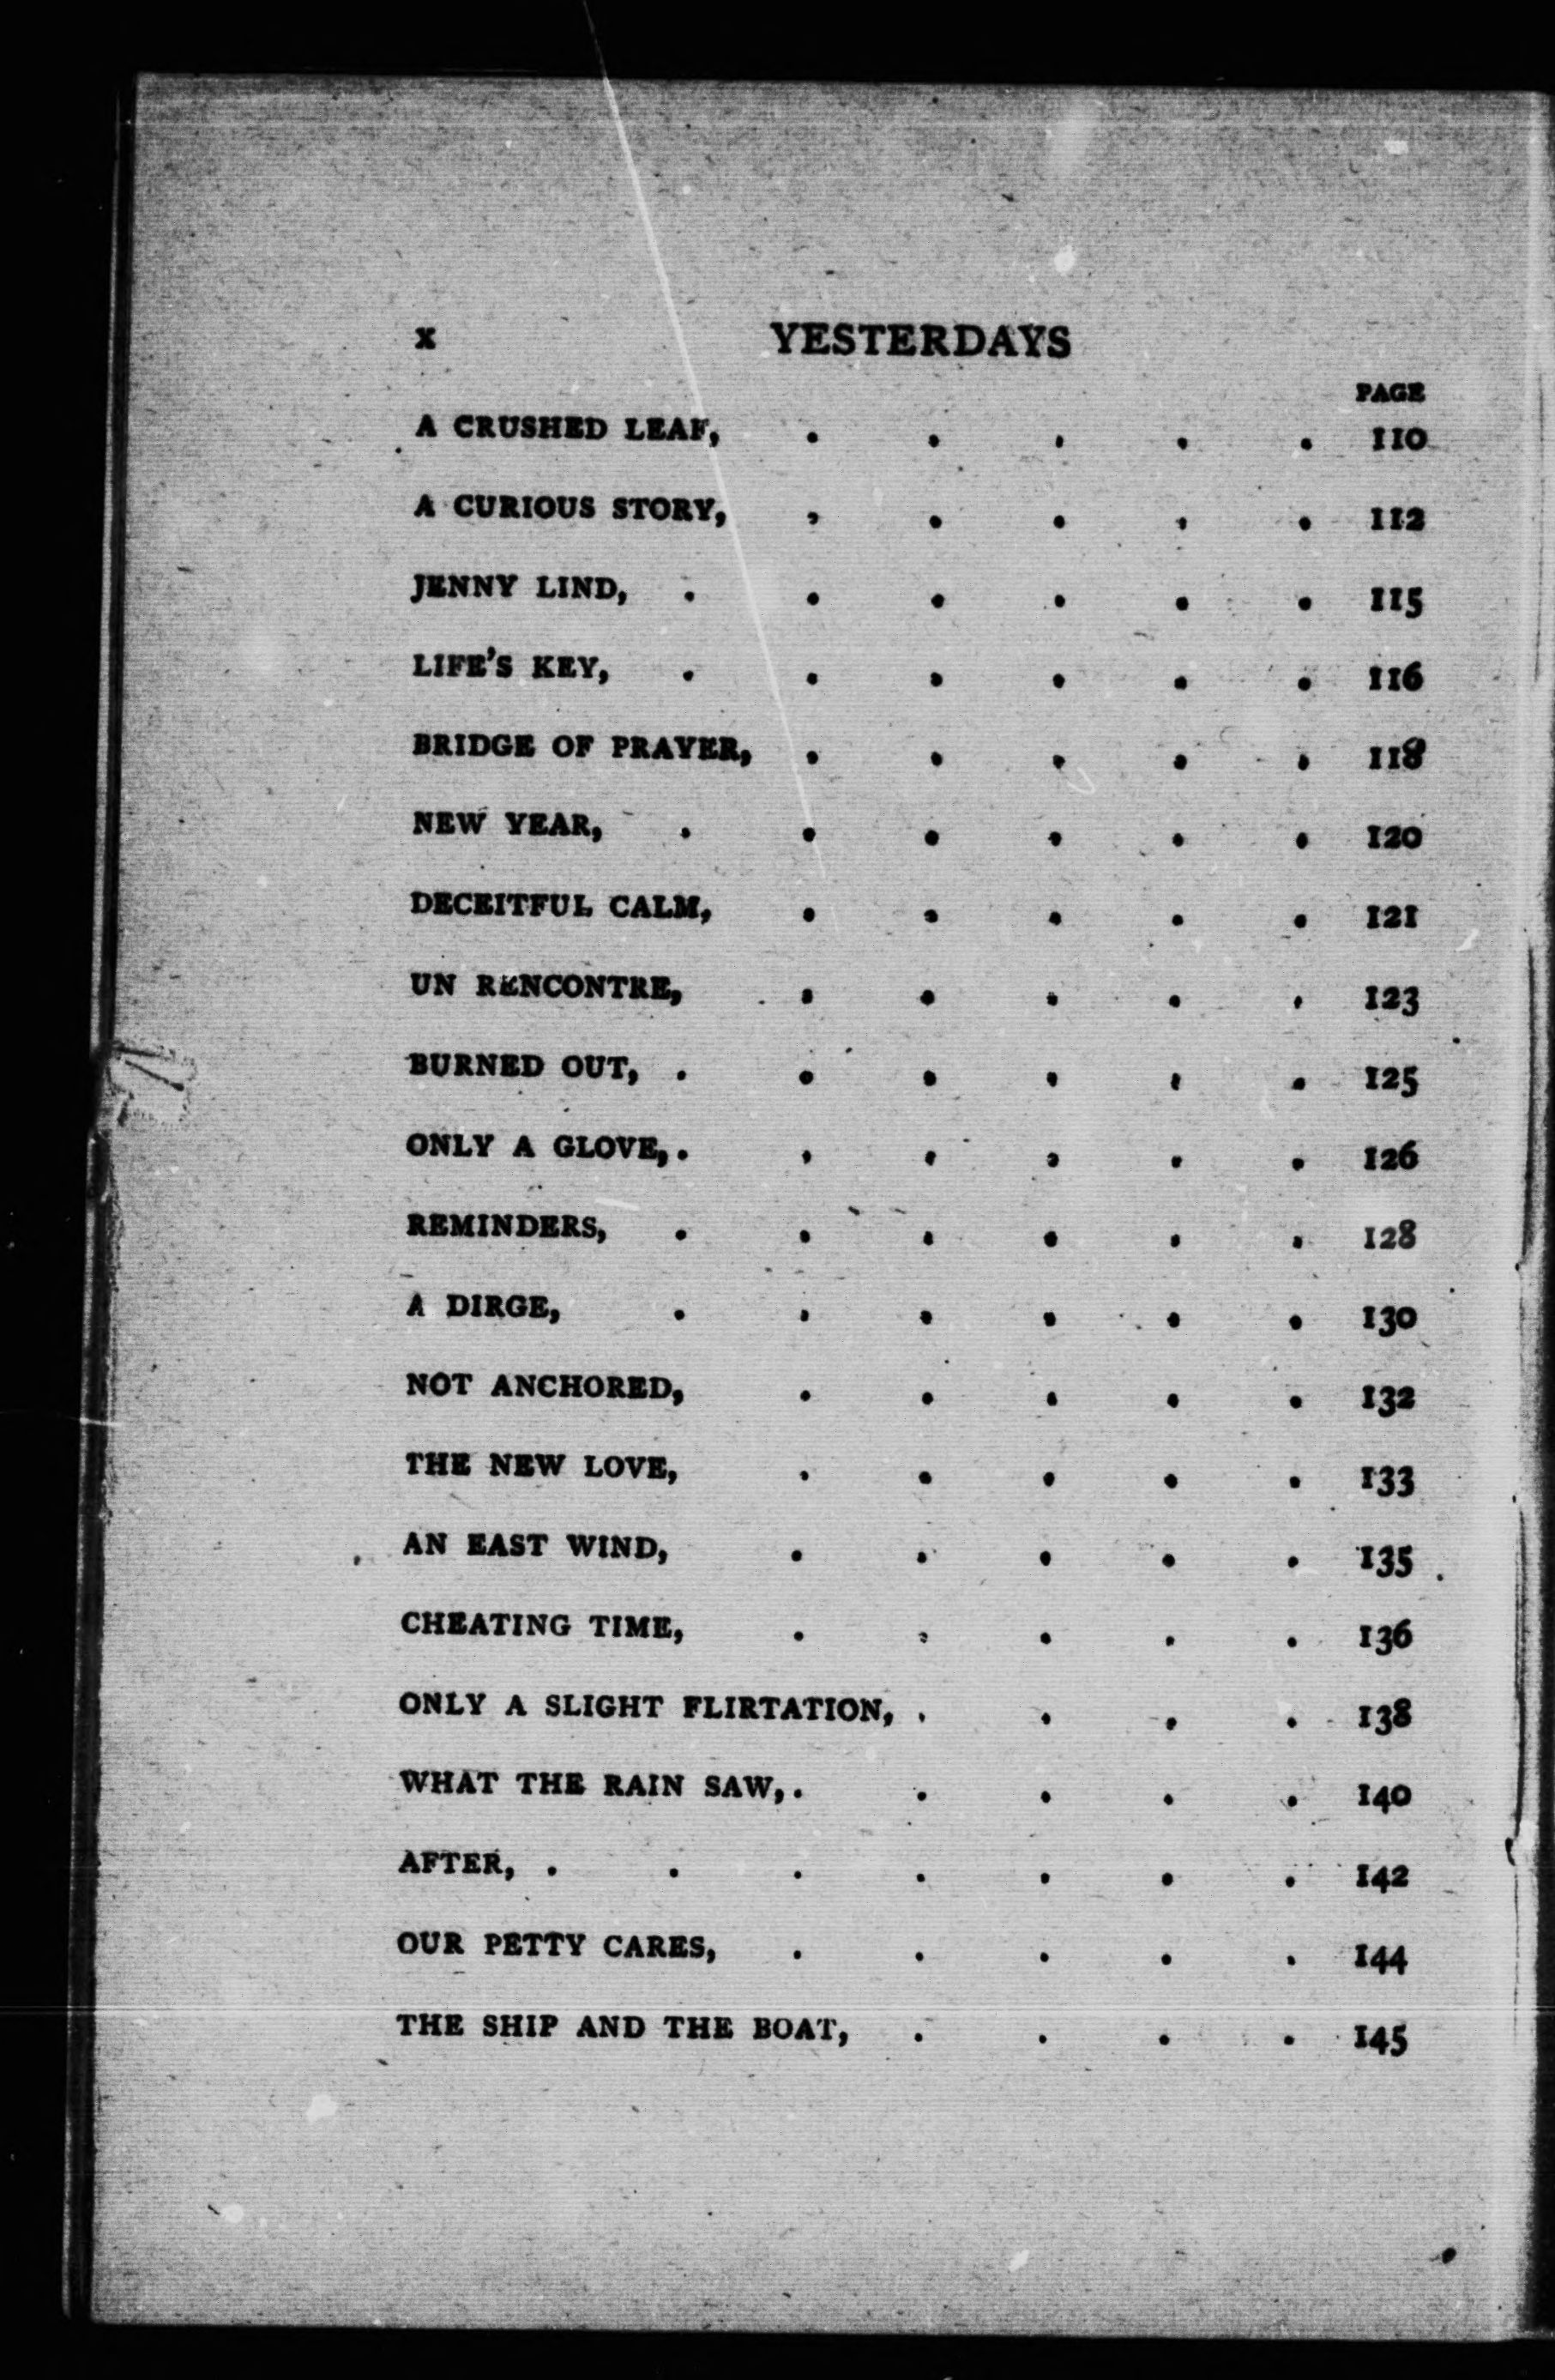 x YESTERDAYS
PAGE
A CRUSHED LEAF, . . . . . 110
A CURIOUS STORY, . . . . . 112
JENNY LIND, . . . . . . 115
LIFE'S KEY, . . . . . . 116
BRIDGE OF PRAYER, . . . . . 118
NEW YEAR, . . . . . . 120
DECEITFUL CALM, . . . . . 121
UN RENCONTRE, . . . . . 123
BURNED OUT, . . . . . . 125
ONLY A GLOVE, . . . . . . 126
REMINDERS, . . . . . . 128
A DIRGE, . . . . . . 130
NOT ANCHORED, . . . . . 132
THE NEW LOVE, . . . . . 133
AN EAST WIND, . . . . . 135
CHEATING TIME, . . . . . 136
ONLY A SLIGHT FLIRTATION, . . . . 138
WHAT THE RAIN SAW, . . . . . 140
AFTER, . . . . . . . 142
OUR PETTY CARES, . . . . . 144
THE SHIP AND THE BOAT, . . . . 145